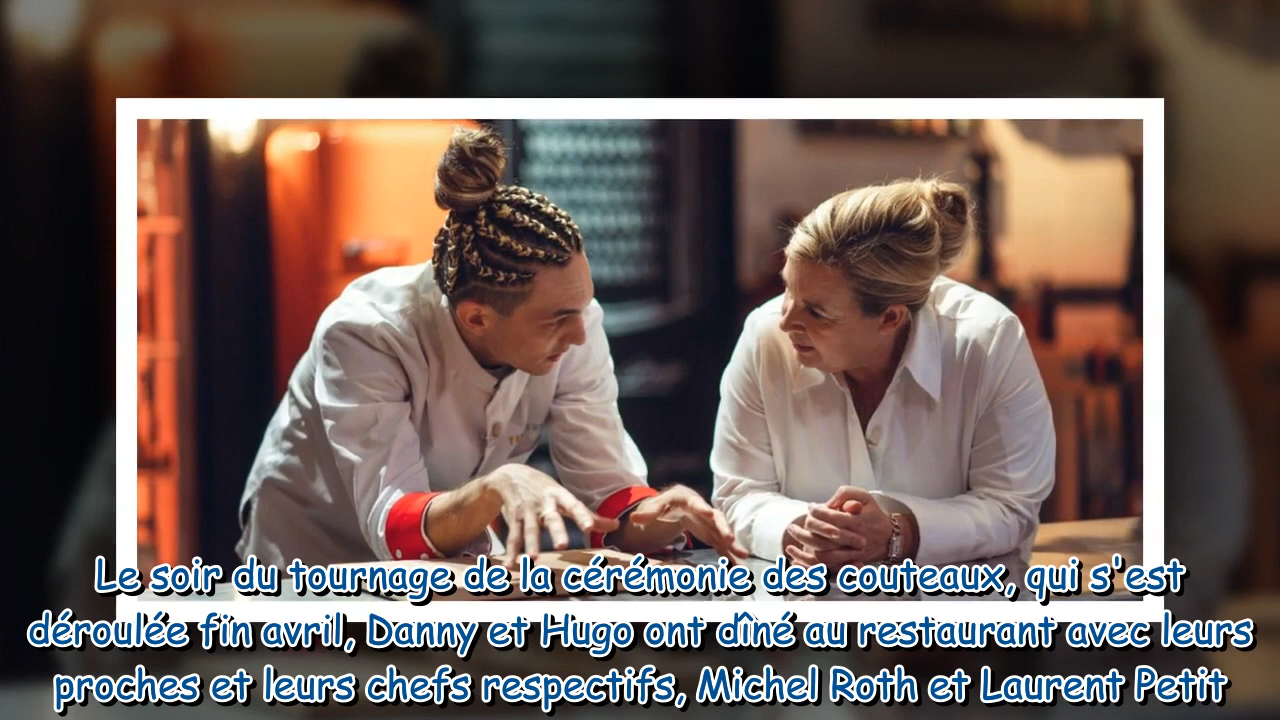 Le soir du tournage de la cérémonie des couteaux, qui s'est
déroulée fin avril, Danny et Hugo ont dîné au restaurant avec leurs
proches et leurs chefs respectifs, Michel Roth et Laurent Petit